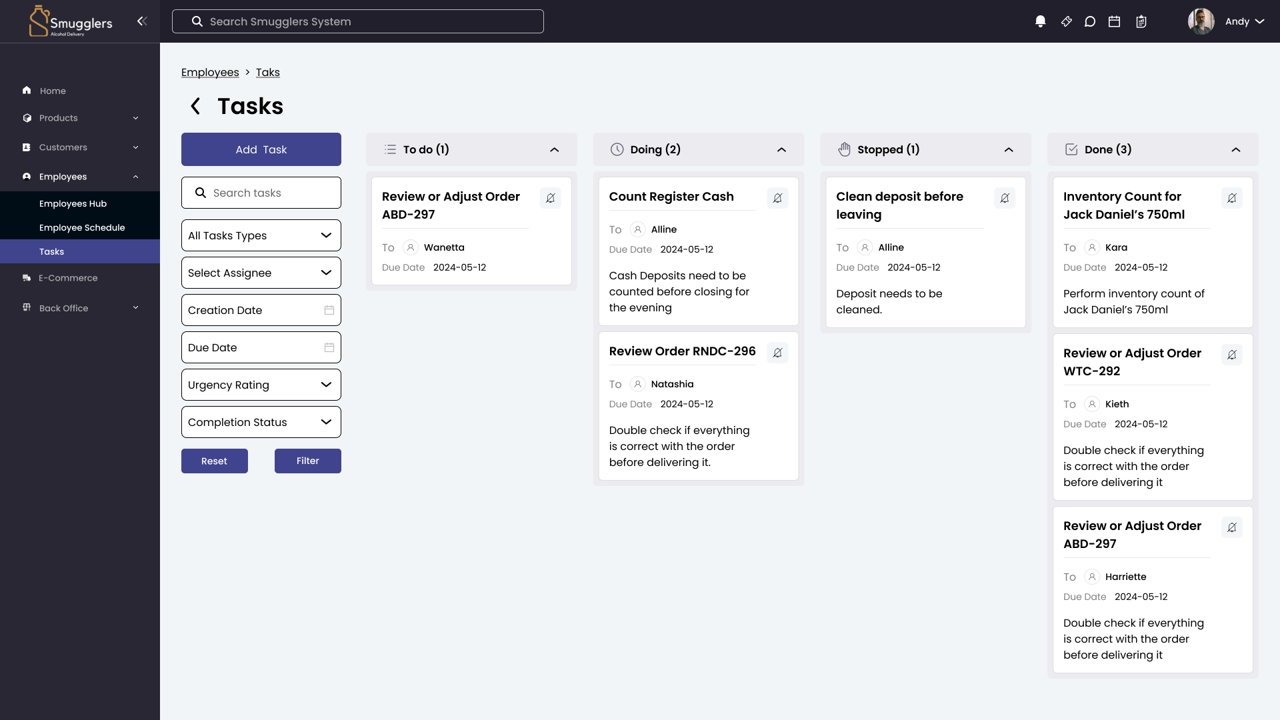 Smugglers
Alcohol Delivery
Search Smugglers System
Andy
Home
Products
Customers
Employees
Employees Hub
Employee Schedule
Tasks
E-Commerce
Back Office
Employees > Taks
Tasks
Add Task
Search tasks
All Tasks Types
Select Assignee
Creation Date
Due Date
Urgency Rating
Completion Status
Reset
Filter
To do (1)
Review or Adjust Order
ABD-297
To Wanetta
Due Date 2024-05-12
Doing (2)
Count Register Cash
To Alline
Due Date 2024-05-12
Cash Deposits need to be
counted before closing for
the evening
Review Order RNDC-296
To Natashia
Due Date 2024-05-12
Double check if everything
is correct with the order
before delivering it.
Stopped (1)
Clean deposit before
leaving
To Alline
Due Date 2024-05-12
Deposit needs to be
cleaned.
Done (3)
Inventory Count for
Jack Daniel's 750ml
To Kara
Due Date 2024-05-12
Perform inventory count of
Jack Daniel's 750ml
Review or Adjust Order
WTC-292
To Kieth
Due Date 2024-05-12
Double check if everything
is correct with the order
before delivering it
Review or Adjust Order
ABD-297
To Harriette
Due Date 2024-05-12
Double check if everything
is correct with the order
before delivering it